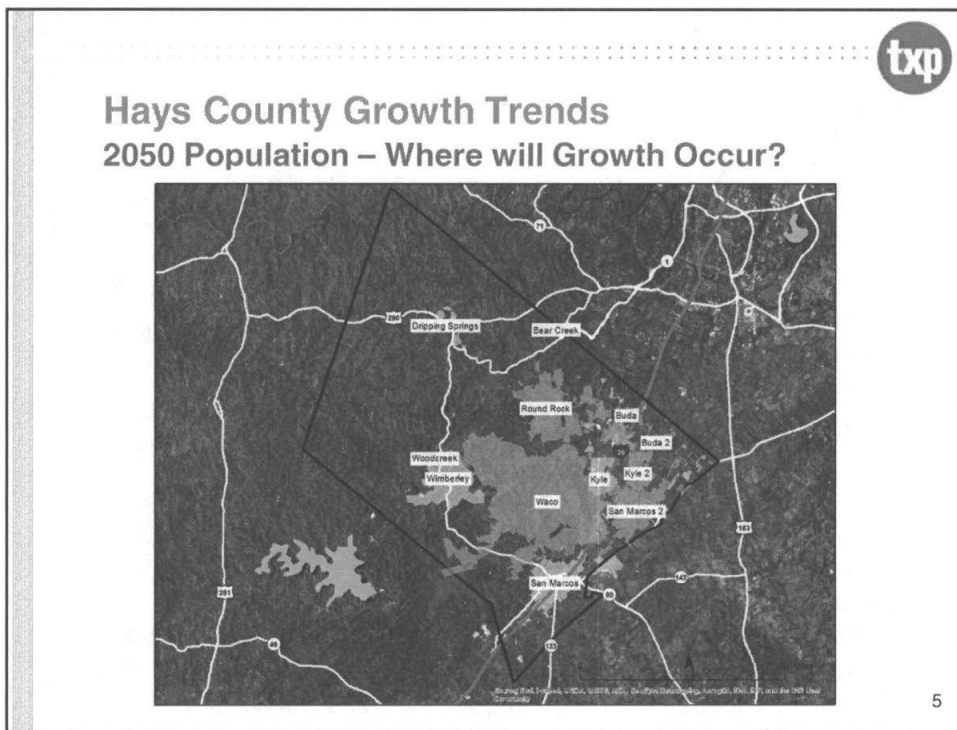 txp
Hays County Growth Trends
2050 Population – Where will Growth Occur?
71
1
290
Dripping Springs
Bear Creek
Round Rock
Buda
Buda 2
35
Woodcreek
Kyle 2
Wimberley
Kyle
Waco
San Marcos 2
183
San Marcos
142
281
80
46
123
Community
5